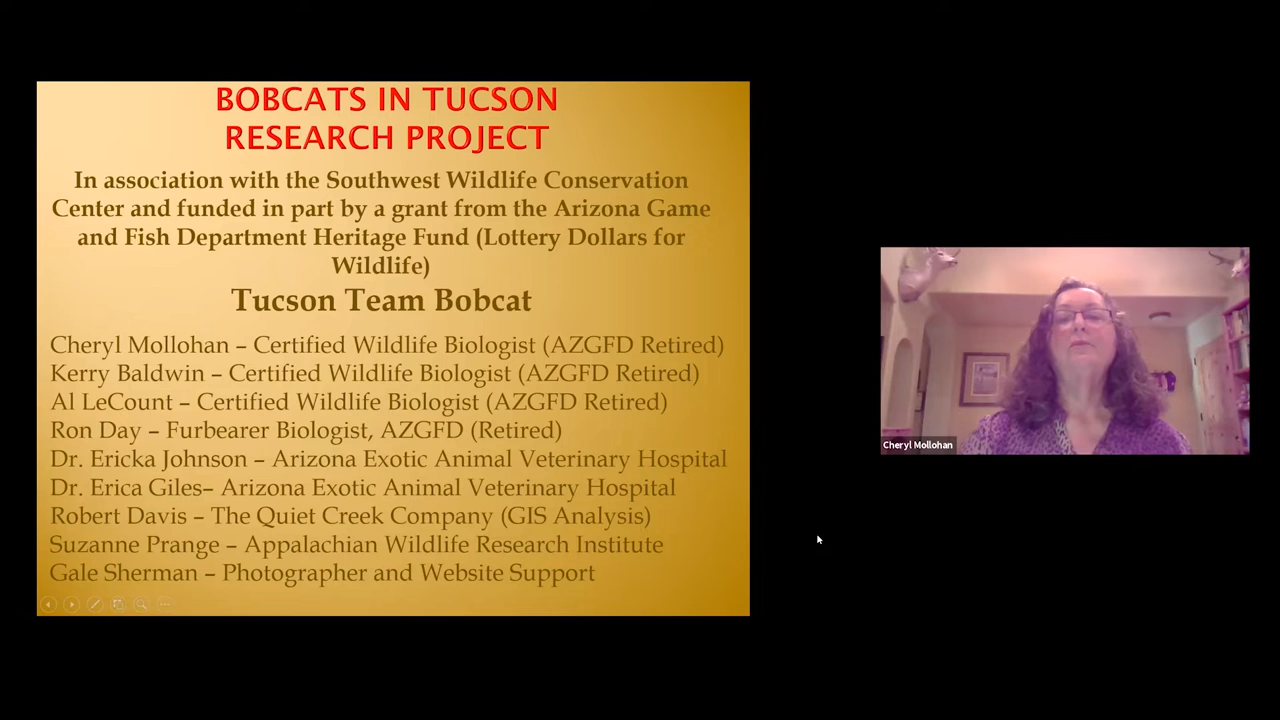 BOBCATS IN TUCSON
RESEARCH PROJECT
In association with the Southwest Wildlife Conservation
Center and funded in part by a grant from the Arizona Game
and Fish Department Heritage Fund (Lottery Dollars for
Wildlife)
Tucson Team Bobcat
Cheryl Mollohan – Certified Wildlife Biologist (AZGFD Retired)
Kerry Baldwin – Certified Wildlife Biologist (AZGFD Retired)
Al LeCount – Certified Wildlife Biologist (AZGFD Retired)
Ron Day – Furbearer Biologist, AZGFD (Retired)
Dr. Ericka Johnson – Arizona Exotic Animal Veterinary Hospital
Dr. Erica Giles– Arizona Exotic Animal Veterinary Hospital
Robert Davis – The Quiet Creek Company (GIS Analysis)
Suzanne Prange – Appalachian Wildlife Research Institute
Gale Sherman – Photographer and Website Support
Cheryl Mollohan